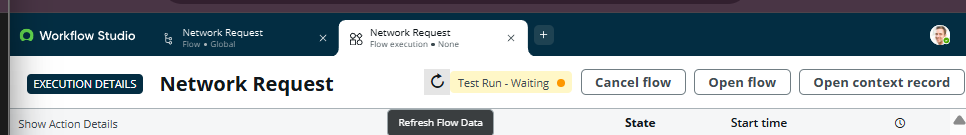 Workflow Studio
Network Request
Flow • Global
Network Request
Flow execution • None
EXECUTION DETAILS
Network Request
Test Run - Waiting
Cancel flow
Open flow
Open context record
Show Action Details
Refresh Flow Data
State
Start time